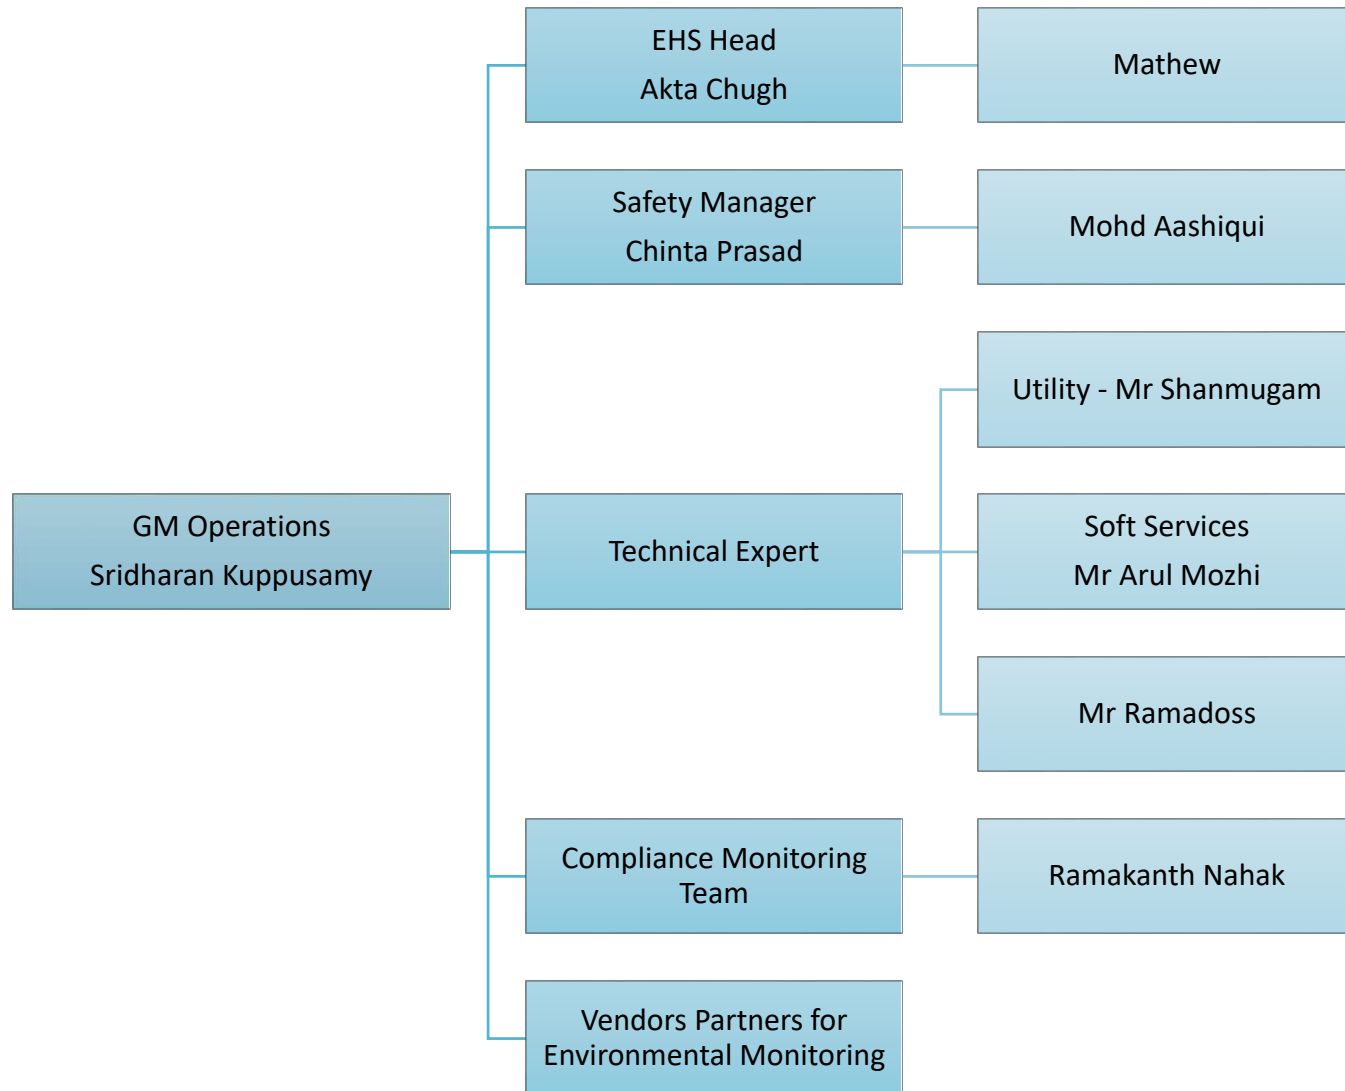 EHS Head
Akta Chugh
Mathew
Safety Manager
Chinta Prasad
Mohd Aashiqui
Utility - Mr Shanmugam
GM Operations
Sridharan Kuppusamy
Technical Expert
Soft Services
Mr Arul Mozhi
Mr Ramadoss
Compliance Monitoring
Team
Ramakanth Nahak
Vendors Partners for
Environmental Monitoring